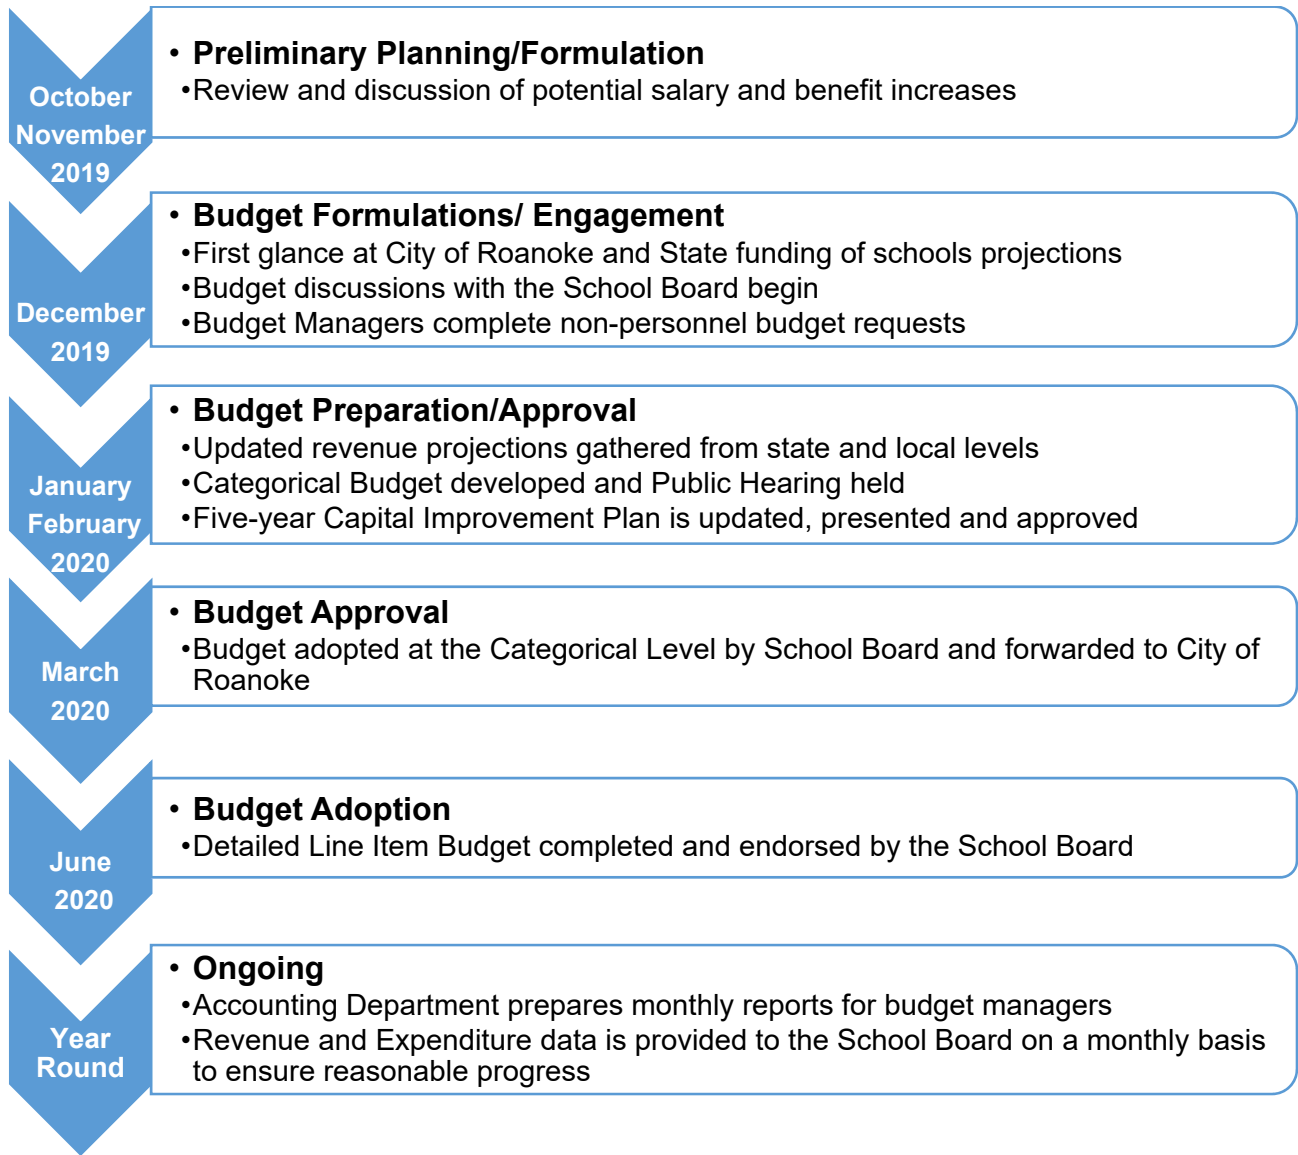 October
November
2019
• Preliminary Planning/Formulation
•Review and discussion of potential salary and benefit increases
December
2019
• Budget Formulations/ Engagement
•First glance at City of Roanoke and State funding of schools projections
•Budget discussions with the School Board begin
•Budget Managers complete non-personnel budget requests
January
February
2020
• Budget Preparation/Approval
•Updated revenue projections gathered from state and local levels
•Categorical Budget developed and Public Hearing held
•Five-year Capital Improvement Plan is updated, presented and approved
March
2020
• Budget Approval
•Budget adopted at the Categorical Level by School Board and forwarded to City of
Roanoke
June
2020
• Budget Adoption
•Detailed Line Item Budget completed and endorsed by the School Board
Year
Round
• Ongoing
•Accounting Department prepares monthly reports for budget managers
•Revenue and Expenditure data is provided to the School Board on a monthly basis
to ensure reasonable progress